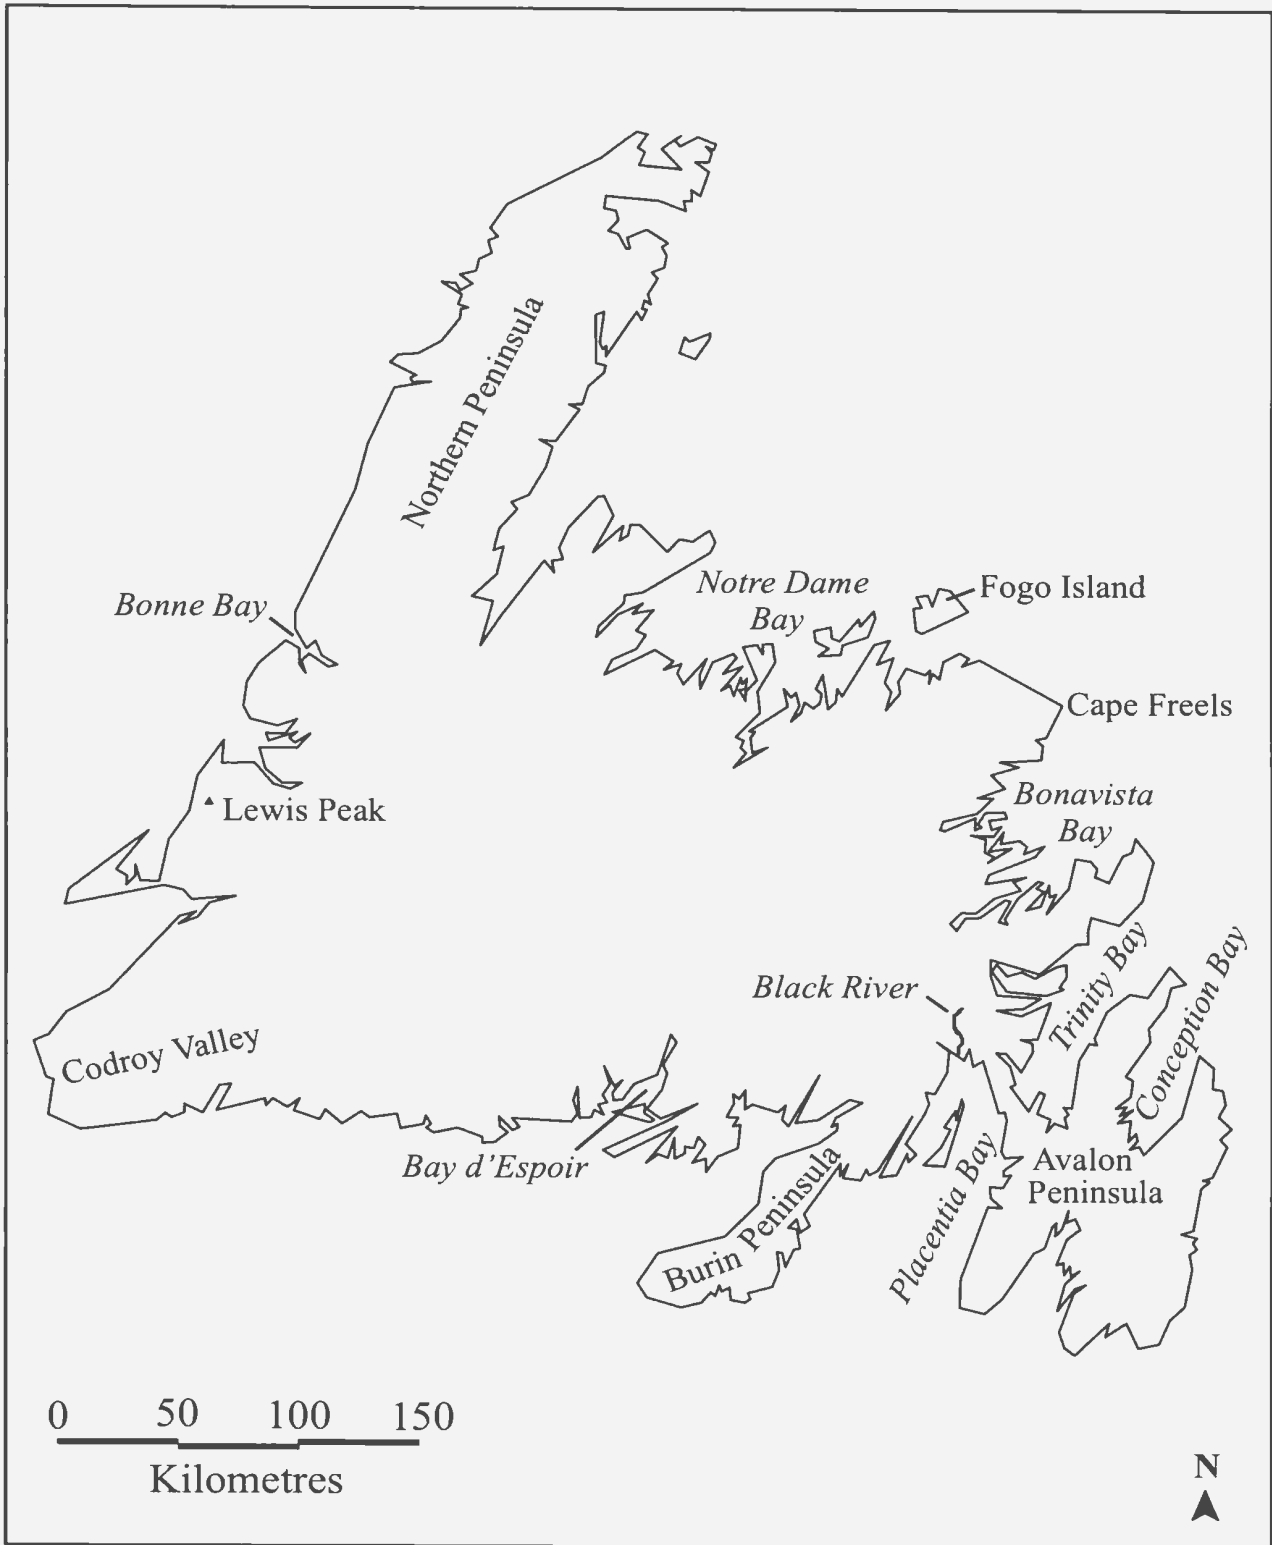 Northern Peninsula
Bonne Bay
Notre Dame
Bay
Fogo Island
Cape Freels
Lewis Peak
Bonavista
Bay
Trinity Bay
Conception Bay
Black River
Codroy Valley
Bay d'Espoir
Burin Peninsula
Placentia Bay
Avalon
Peninsula
0 50 100 150
Kilometres
N